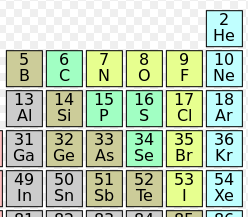 2
He
5 6 7 8 9 10
B C N O F Ne
13 14 15 16 17 18
Al Si P S Cl Ar
31 32 33 34 35 36
Ga Ge As Se Br Kr
49 50 51 52 53 54
In Sn Sb Te I Xe